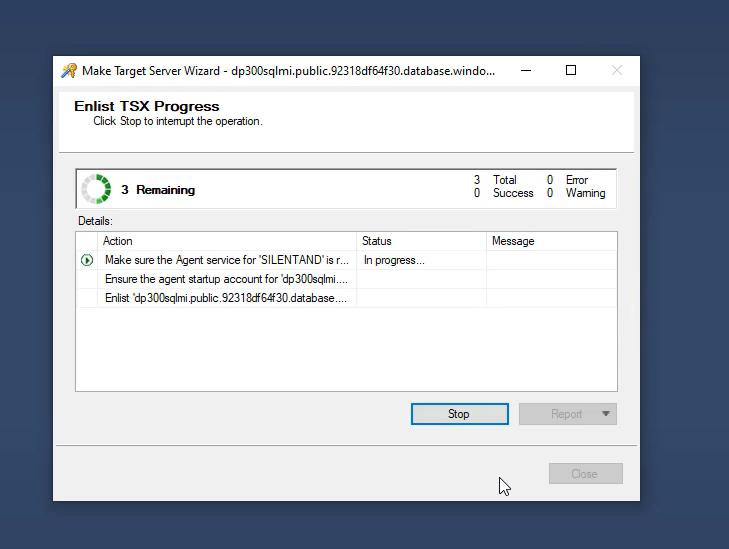 Make Target Server Wizard - dp300sqlmi.public.92318df64f30.database.windo...
Enlist TSX Progress
Click Stop to interrupt the operation.
3 Remaining
3 Total 0 Error
0 Success 0 Warning
Details:
Action Status Message
Make sure the Agent service for 'SILENTAND' is r... In progress...
Ensure the agent startup account for 'dp300sqlmi....
Enlist 'dp300sqlmi.public.92318df64f30.database....
Stop Report
Close